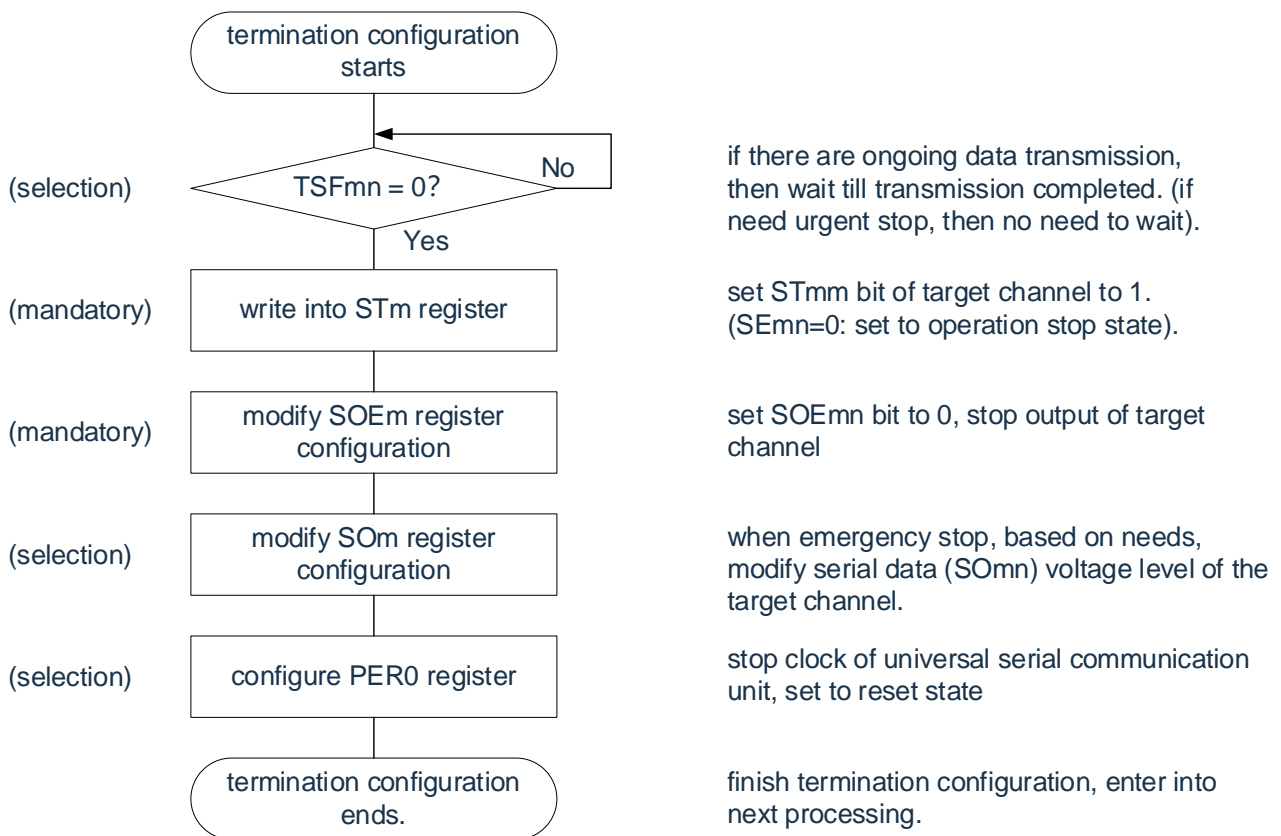 termination configuration
starts
(selection)
TSFmn = 0?
No
Yes
if there are ongoing data transmission,
then wait till transmission completed. (if
need urgent stop, then no need to wait).
(mandatory)
write into STm register
set STmm bit of target channel to 1.
(SEmn=0: set to operation stop state).
(mandatory)
modify SOEm register
configuration
set SOEmn bit to 0, stop output of target
channel
(selection)
modify SOm register
configuration
when emergency stop, based on needs,
modify serial data (SOmn) voltage level of the
target channel.
(selection)
configure PER0 register
stop clock of universal serial communication
unit, set to reset state
termination configuration
ends.
finish termination configuration, enter into
next processing.